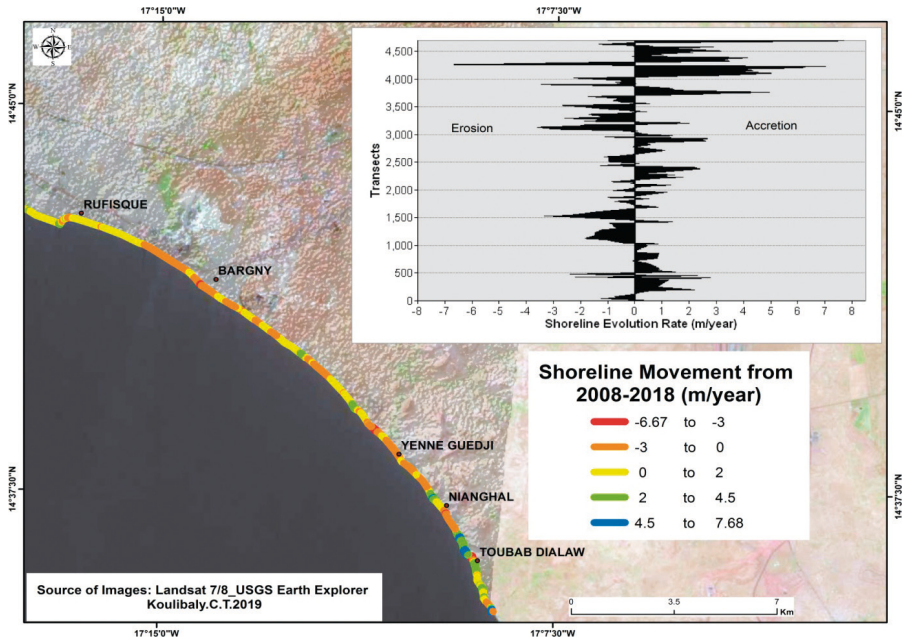 17°15'0"W 17°7'30"W
N
W E
S
14°45'0"N
14°37'30"N
RUFISQUE
BARGNY
YENNE GUEDJI
NIANGHAL
TOUBAB DIALAW
Transects
4,500
4,000
3,500
3,000
2,500
2,000
1,500
1,000
500
0
Erosion
Accretion
-8 -7 -6 -5 -4 -3 -2 -1 0 1 2 3 4 5 6 7 8
Shoreline Evolution Rate (m/year)
14°45'0"N
Shoreline Movement from
2008-2018 (m/year)
-6.67 to -3
-3 to 0
0 to 2
2 to 4.5
4.5 to 7.68
14°37'30"N
Source of Images: Landsat 7/8_USGS Earth Explorer
Koulibaly.C.T.2019
0 3.5 7
Km
17°15'0"W 17°7'30"W